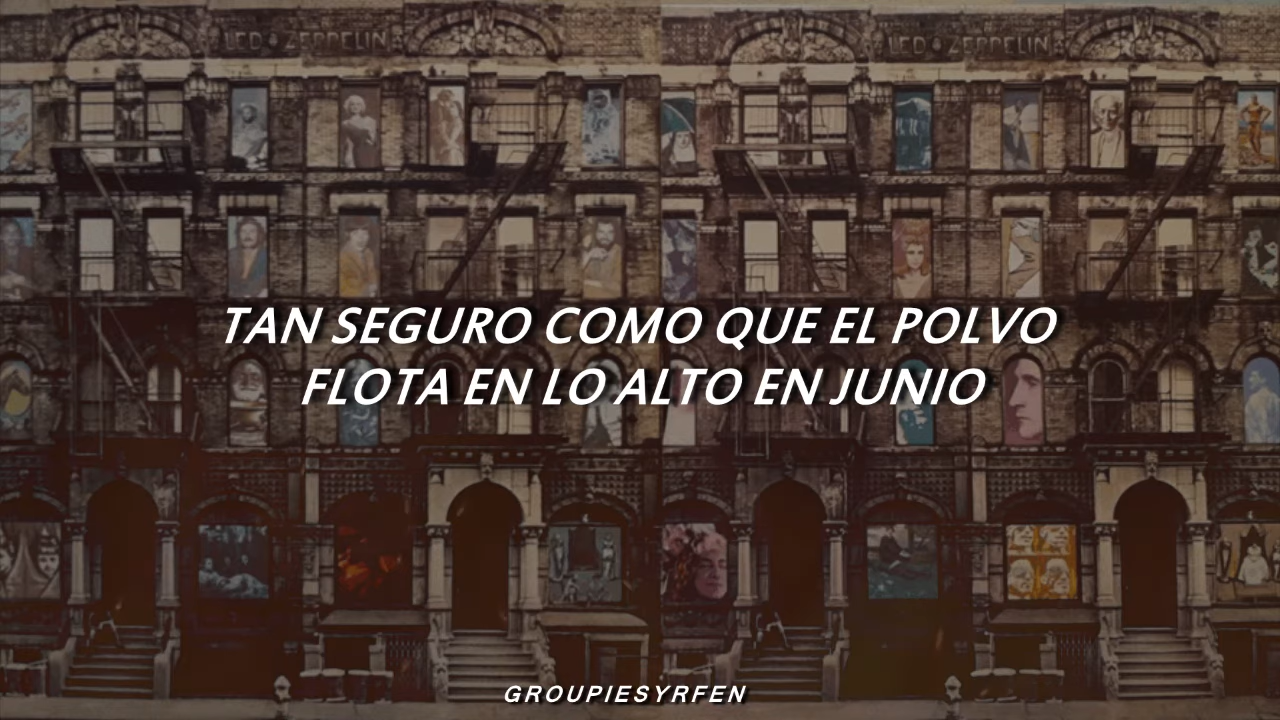 LED ZEPPELIN LED ZEPPELIN
TAN SEGURO COMO QUE EL POLVO
FLOTA EN LO ALTO EN JUNIO
GROUPIESYRFEN